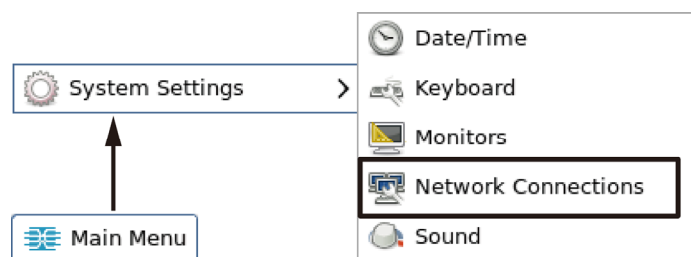 Date/Time
System Settings
Keyboard
Monitors
Network Connections
Main Menu
Sound